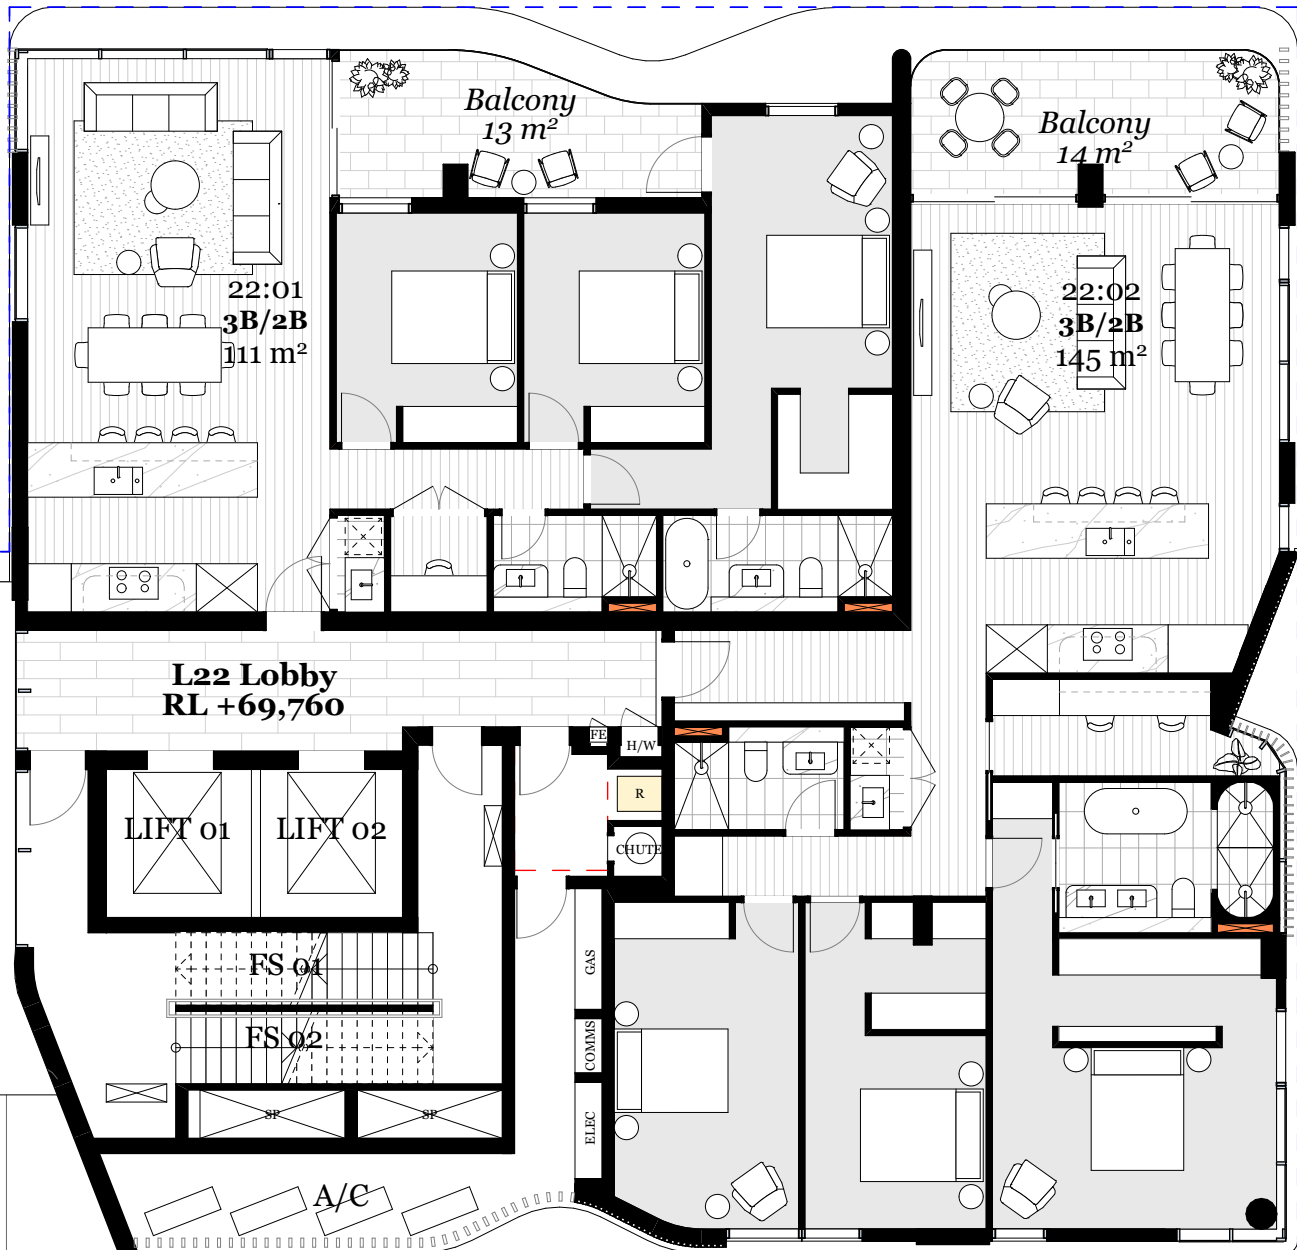 Balcony
13 m²
Balcony
14 m²
22:01
3B/2B
111 m²
22:02
3B/2B
145 m²
L22 Lobby
RL +69,760
FE
H/W
R
CHUTE
LIFT 01
LIFT 02
FS 01
FS 02
GAS
COMMS
ELEC
SP
SP
A/C